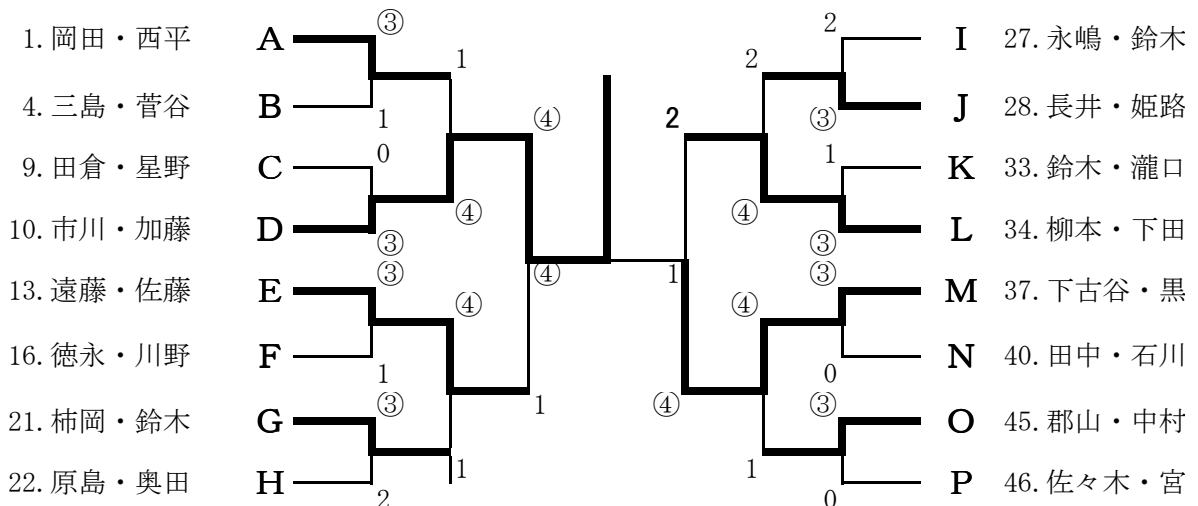 ③
2
1. 岡田・西平 A
I 27. 永嶋・鈴木
1
2
4. 三島・菅谷 B
J 28. 長井・姫路
1
④
2
③
0
1
9. 田倉・星野 C
K 33. 鈴木・瀧口
④
④
10. 市川・加藤 D
L 34. 柳本・下田
③
③
③
④
1
③
13. 遠藤・佐藤 E
M 37. 下古谷・黒
④
④
16. 徳永・川野 F
N 40. 田中・石川
1
0
③
1
④
③
21. 柿岡・鈴木 G
O 45. 郡山・中村
1
1
22. 原島・奥田 H
P 46. 佐々木・宮
2
0